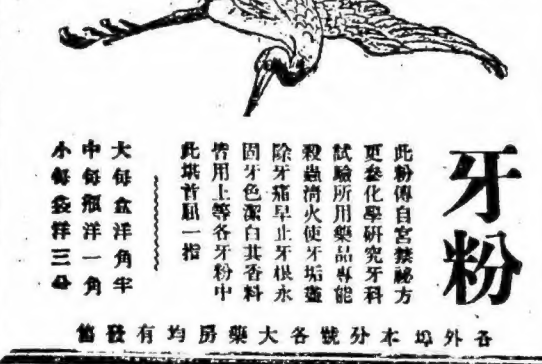 牙粉
此粉傳自宮禁祕方
更參化學研究牙科
試驗所用藥品專能
殺蟲清火使牙垢盡
除牙痛早止牙根永
固牙色潔白其香料
皆用上等各牙粉中
此堪首屈一指
大每盒洋角半
中每瓶洋一角
小每袋洋三分
各外埠本分號各大藥房均有發售